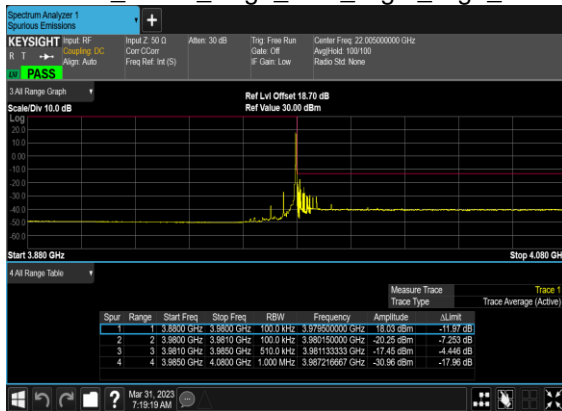 Spectrum Analyzer 1
Spurious Emissions
KEYSIGHT Input: RF Input Z: 50 Ω Atten: 30 dB Trig: Free Run Center Freq: 22.005000000 GHz
R T Coupling: DC Corr CCorr Gate: Off Avg|Hold: 100/100
Align: Auto Freq Ref: Int (S) IF Gain: Low Radio Std: None
PASS
3 All Range Graph
Ref Lvl Offset 18.70 dB
Scale/Div 10.0 dB Ref Value 30.00 dBm
Log
20.0
10.0
0.00
-10.0
-20.0
-30.0
-40.0
-50.0
-60.0
Start 3.880 GHz Stop 4.080 GH
4 All Range Table
Measure Trace Trace 1
Trace Type Trace Average (Active)
Spur Range Start Freq Stop Freq RBW Frequency Amplitude ΔLimit
1 1 3.8800 GHz 3.9800 GHz 100.0 kHz 3.979500000 GHz 18.03 dBm -11.97 dB
2 2 3.9800 GHz 3.9810 GHz 100.0 kHz 3.980150000 GHz -20.25 dBm -7.253 dB
3 3 3.9810 GHz 3.9850 GHz 510.0 kHz 3.981133333 GHz -17.45 dBm -4.446 dB
4 4 3.9850 GHz 4.0800 GHz 1.000 MHz 3.987216667 GHz -30.96 dBm -17.96 dB
? Mar 31, 2023
7:19:19 AM